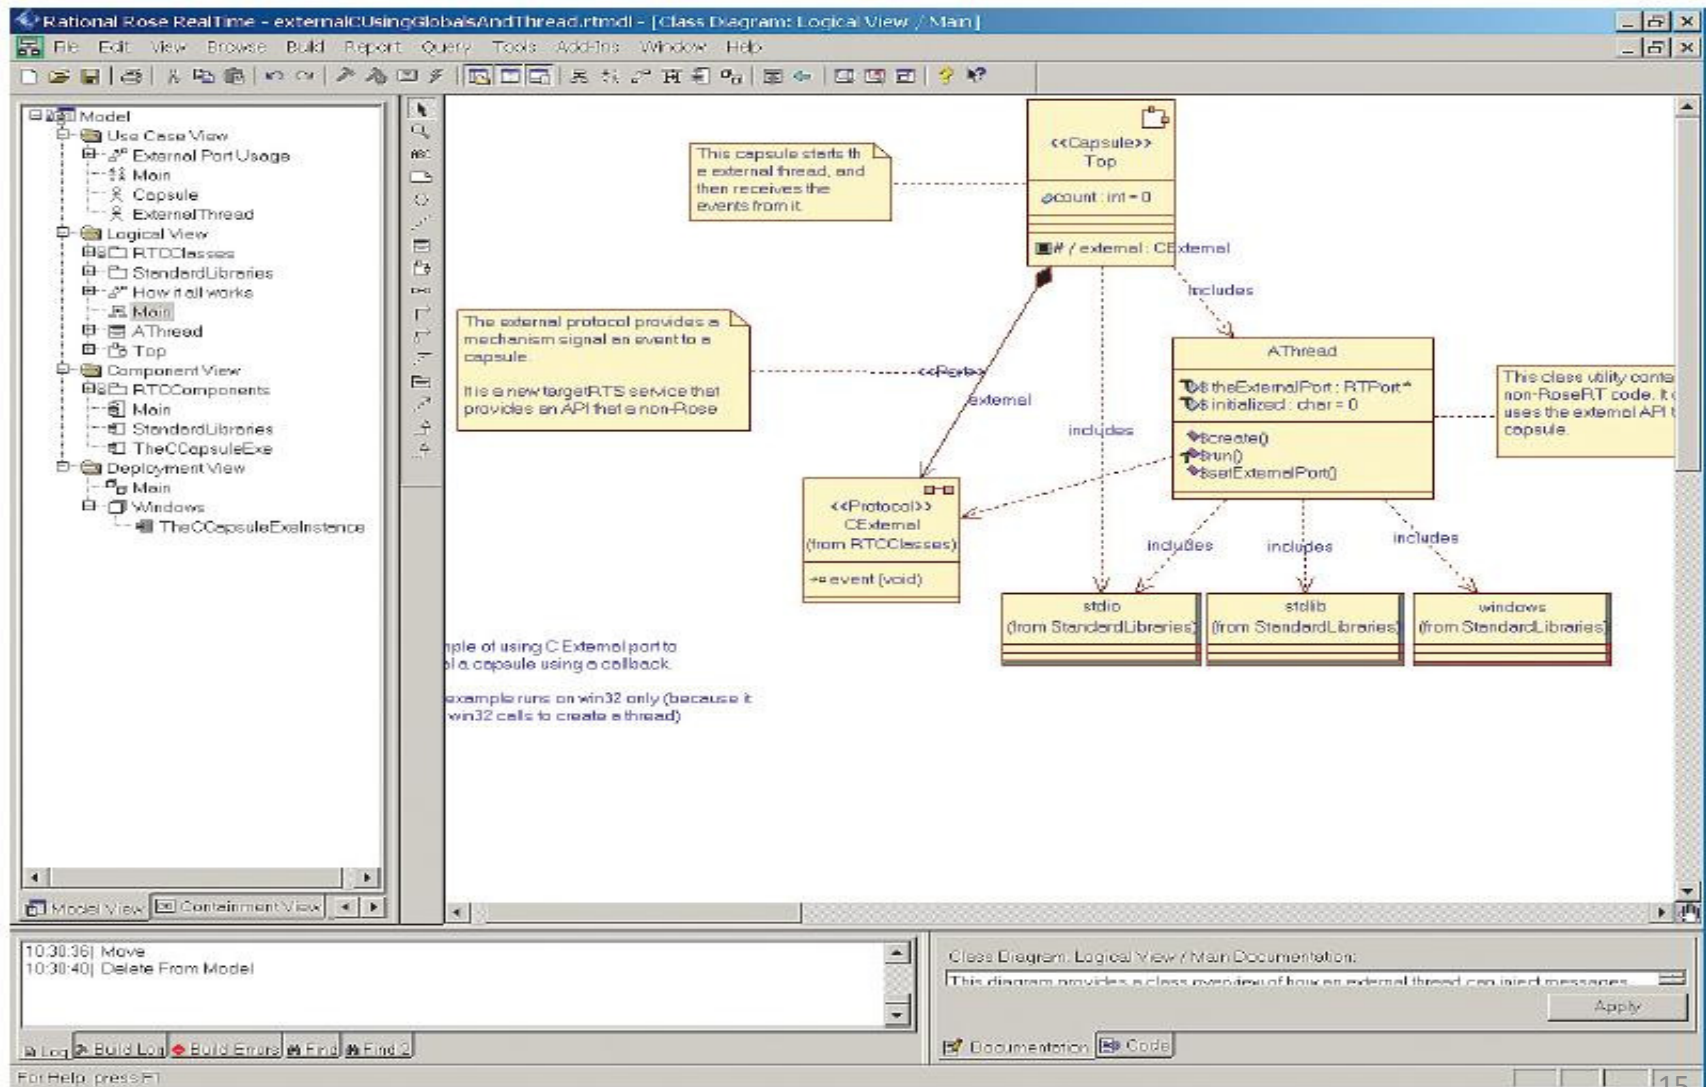 Rational Rose RealTime - externalCUsingGlobalsAndThread.rtmdl - [Class Diagram: Logical View / Main]
File Edit View Browse Build Report Query Tools Add-Ins Window Help
Model
Use Case View
External Port Usage
Main
Capsule
ExternalThread
Logical View
RTCClasses
StandardLibraries
How it all works
Main
AThread
Top
Component View
RTCComponents
Main
StandardLibraries
TheCCapsuleExe
Deployment View
Main
Windows
TheCCapsuleExeInstance
Model View
Containment View
ABC
This capsule starts th
e external thread, and
then receives the
events from it.
<<Capsule>>
Top
count : int = 0
# / external : CExternal
includes
The external protocol provides a
mechanism signal an event to a
capsule.
It is a new targetRTS service that
provides an API that a non-Rose
<<Port>>
external
includes
AThread
$ theExternalPort : RTPort *
$ initialized : char = 0
$create()
$run()
$setExternalPort()
This class utility conta
non-RoseRT code. It
uses the external API t
capsule.
<<Protocol>>
CExternal
(from RTCClasses)
event (void)
includes
includes
includes
stdio
(from StandardLibraries)
stdlib
(from StandardLibraries)
windows
(from StandardLibraries)
mple of using C External port to
ol a capsule using a callback.
example runs on win32 only (because it
win32 calls to create a thread)
10:30:36| Move
10:30:40| Delete From Model
Log Build Log Build Errors Find Find 2
Class Diagram: Logical View / Main Documentation:
This diagram provides a class overview of how an external thread can inject messages
Apply
Documentation Code
For Help, press F1
15